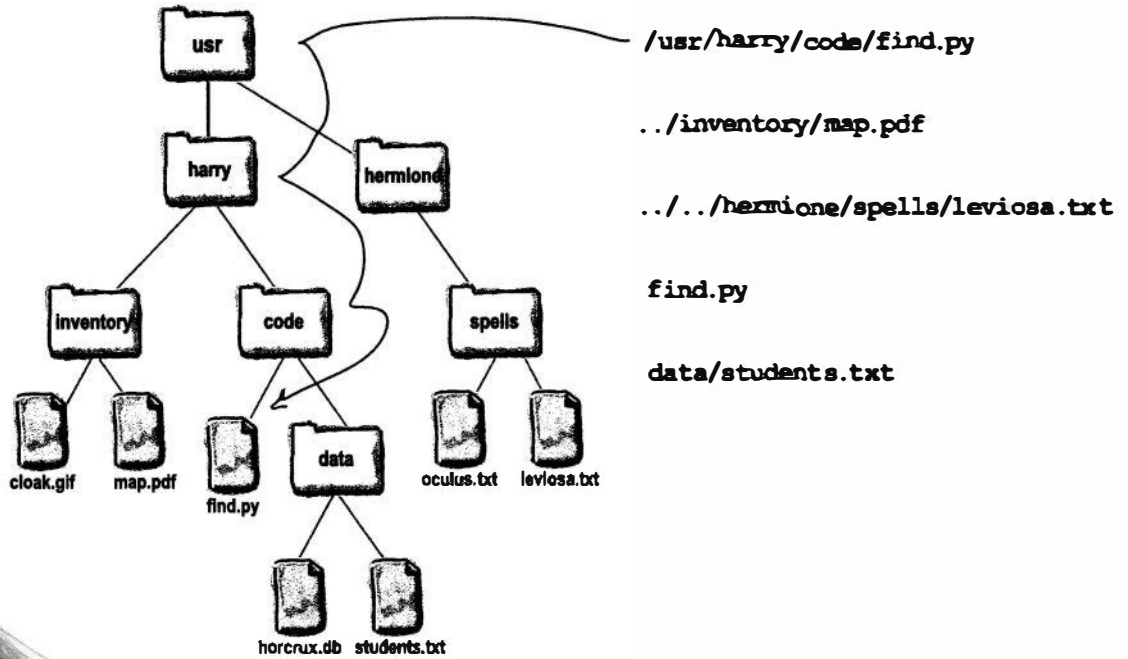 usr
/usr/harry/code/find.py
../inventory/map.pdf
harry
hermione
../../hermione/spells/leviosa.txt
find.py
inventory
code
spells
data/students.txt
cloak.gif
map.pdf
find.py
data
oculus.txt
leviosa.txt
horcrux.db
students.txt